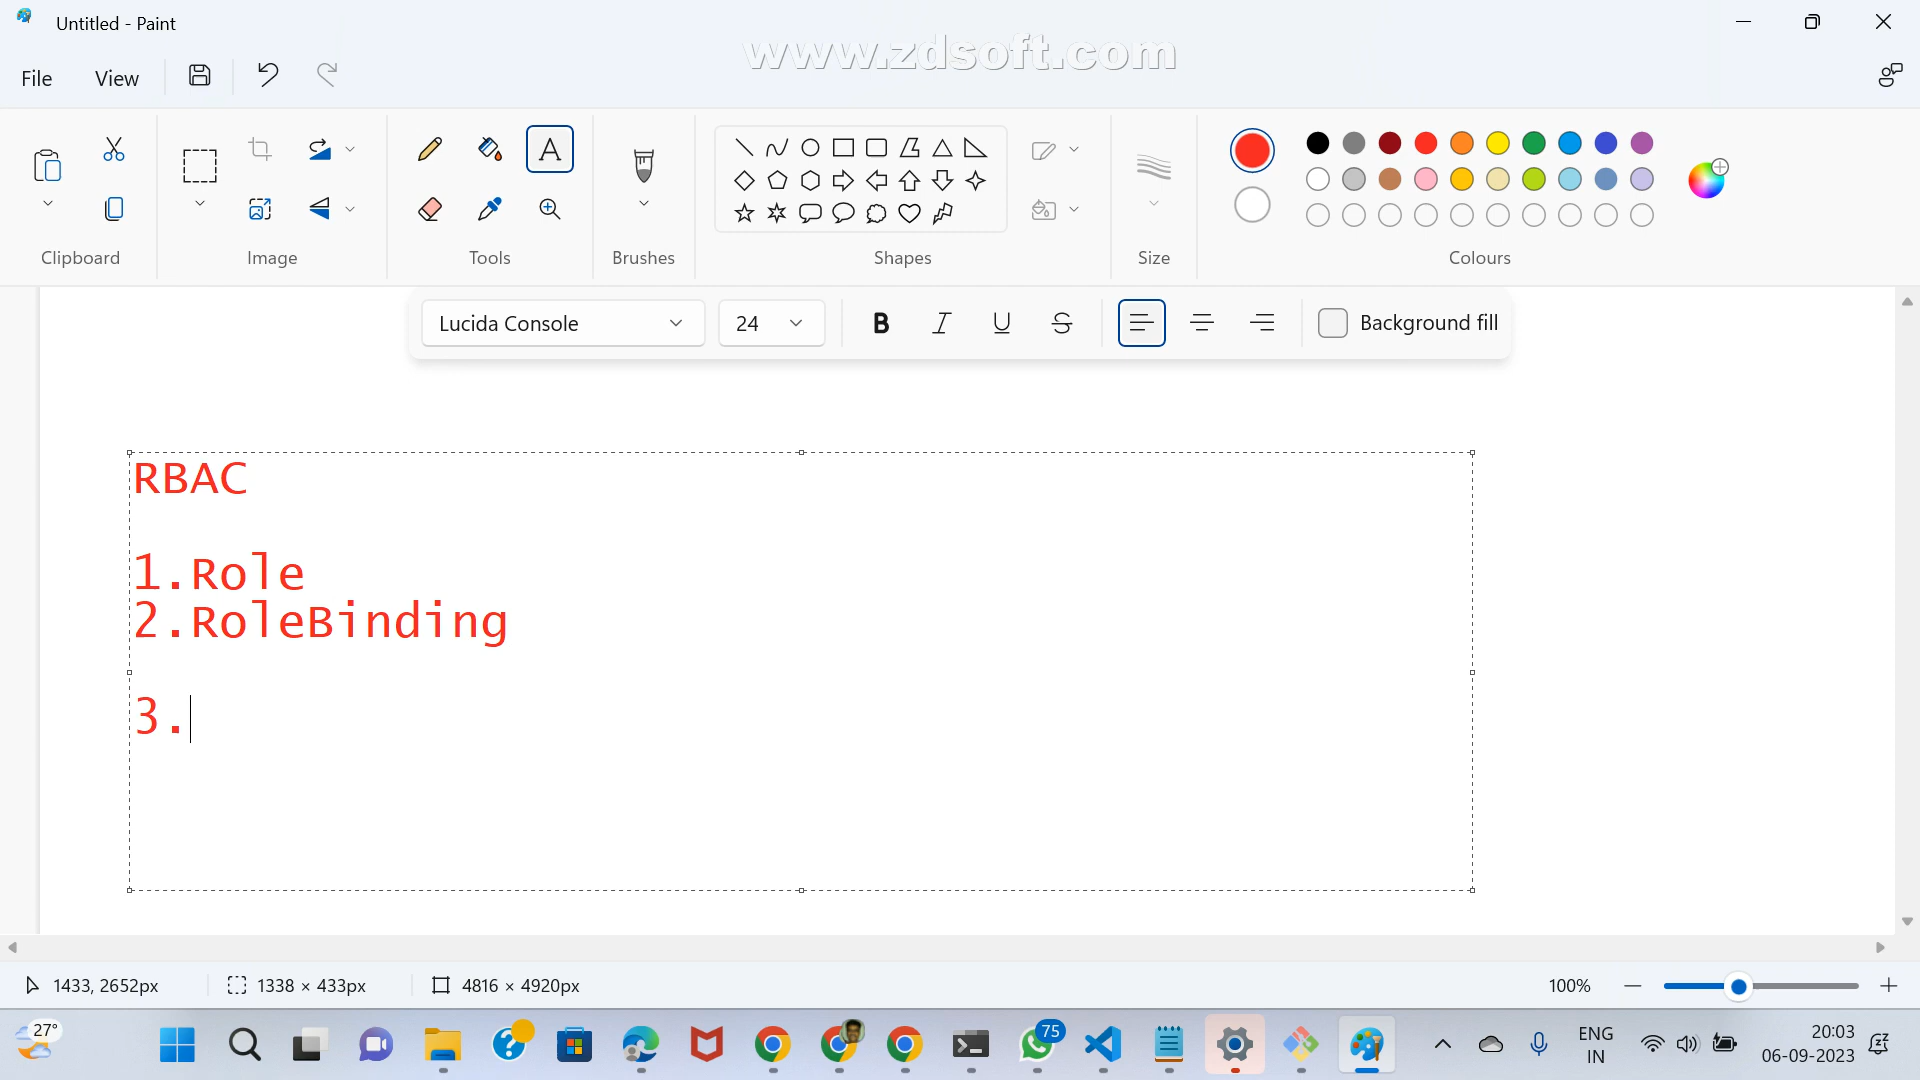 Untitled - Paint
www.zdsoft.com
File
View
Clipboard
Image
Tools
Brushes
Shapes
Size
Colours
Lucida Console
24
B
Background fill
RBAC
1.Role
2.RoleBinding
3.
1433, 2652px
1338 × 433px
4816 × 4920px
100%
27°
75
ENG
IN
20:03
06-09-2023